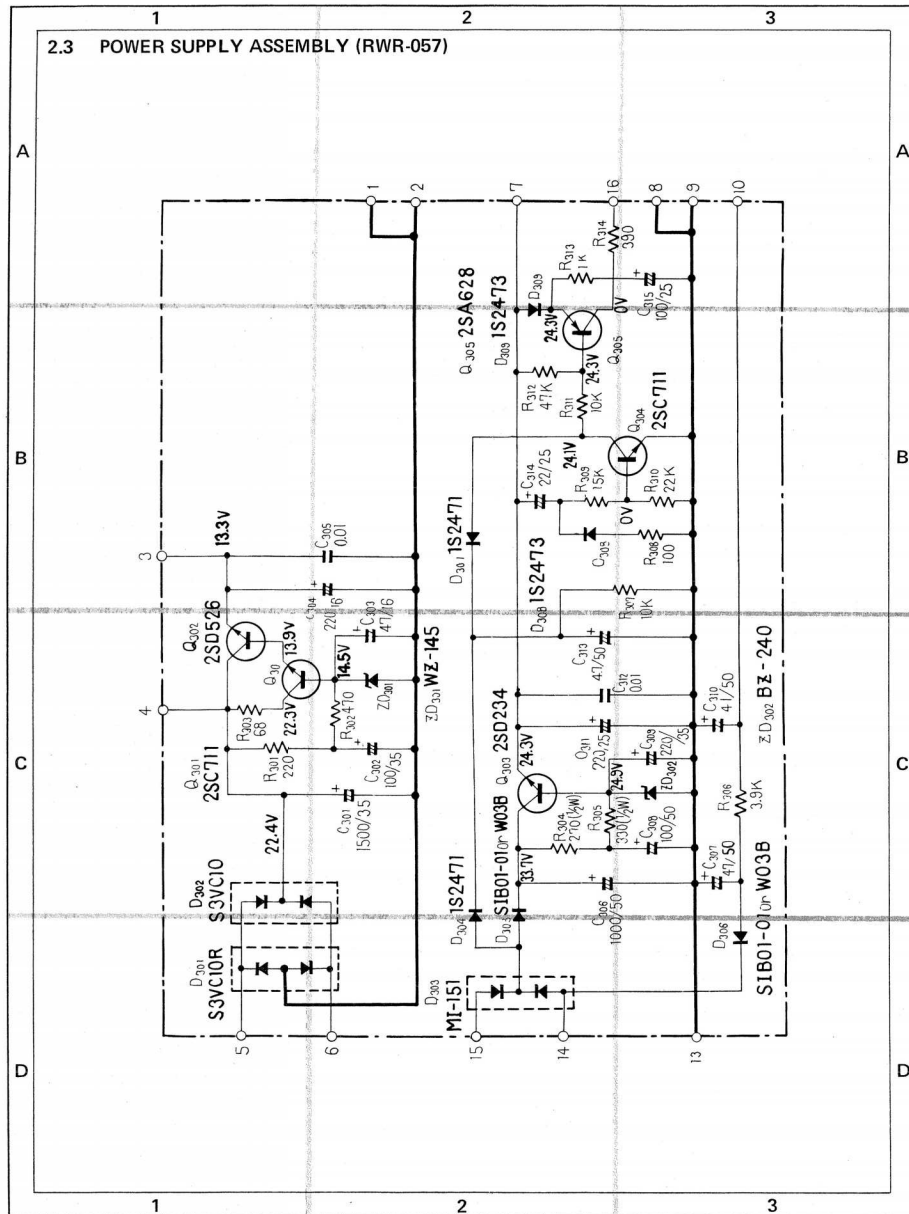 1 2 3
2.3 POWER SUPPLY ASSEMBLY (RWR-057)
A A
1
2
7
16
8
9
10
R314
390
R313
1K
D309
C315
100/25
0V
24.3V
Q305 2SA628
D309 1S2473
Q305
24.3V
R312
47K
R311
10K
Q304
2SC711
24.1V
B B
C314
22/25
R309
15K
R310
22K
0V
C308
R308
100
3
13.3V
C305
0.01
D307 1S2471
D308 1S2473
C304
220/16
C303
47/16
R307
10K
Q302
2SD526
13.9V
Q30
14.5V
ZD301
ZD301 WZ-145
C313
47/50
C312
0.01
C310
47/50
ZD302 BZ-240
4
R303
68
22.3V
R302 470
Q303 2SD234
24.3V
C311
220/25
24.9V
C309
220/35
ZD302
C C
Q301
2SC711
R301
220
C302
100/35
R304
270(½W)
R305
330(½W)
C308
100/50
R306
3.9K
22.4V
C301
1500/35
33.7V
C307
47/50
D302
S3VC10
D304 1S2471
D305
SIB01-01 or W03B
C306
1000/50
D306
SIB01-01 or W03B
D301
S3VC10R
D303
MI-151
5
6
15
14
13
D D
1 2 3